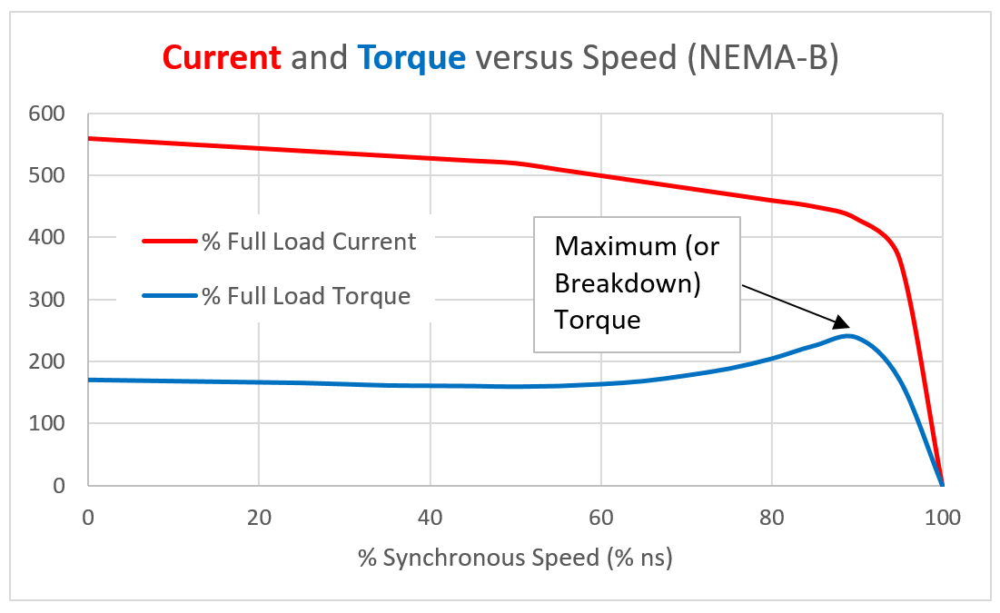 Current and Torque versus Speed (NEMA-B)
600
500
400
300
200
100
0
% Full Load Current
% Full Load Torque
Maximum (or
Breakdown)
Torque
0 20 40 60 80 100
% Synchronous Speed (% ns)